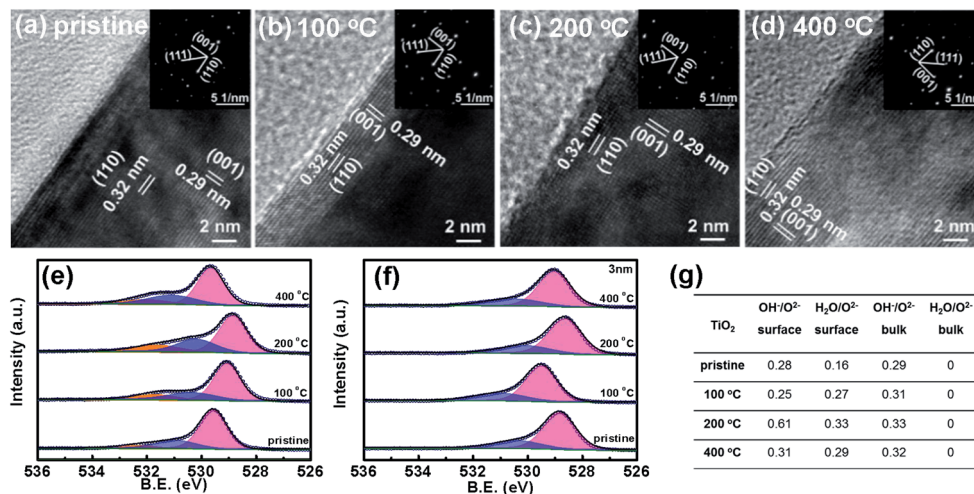 (a) pristine
(111)
(001)
(110)
5 1/nm
(110)
0.32 nm
(001)
0.29 nm
2 nm
(b) 100 °C
(111)
(001)
(110)
5 1/nm
(001)
0.29 nm
0.32 nm
(110)
2 nm
(c) 200 °C
(111)
(001)
(110)
5 1/nm
0.32 nm
(110)
(001)
0.29 nm
2 nm
(d) 400 °C
(110)
(111)
(001)
5 1/nm
(110)
0.32 nm
0.29 nm
(001)
2 nm
(e)
400 °C
200 °C
100 °C
pristine
Intensity (a.u.)
536 534 532 530 528 526
B.E. (eV)
(f)
3nm
400 °C
200 °C
100 °C
pristine
Intensity (a.u.)
536 534 532 530 528 526
B.E. (eV)
(g)
TiO₂ OH⁻/O²⁻ surface H₂O/O²⁻ surface OH⁻/O²⁻ bulk H₂O/O²⁻ bulk
pristine 0.28 0.16 0.29 0
100 °C 0.25 0.27 0.31 0
200 °C 0.61 0.33 0.33 0
400 °C 0.31 0.29 0.32 0